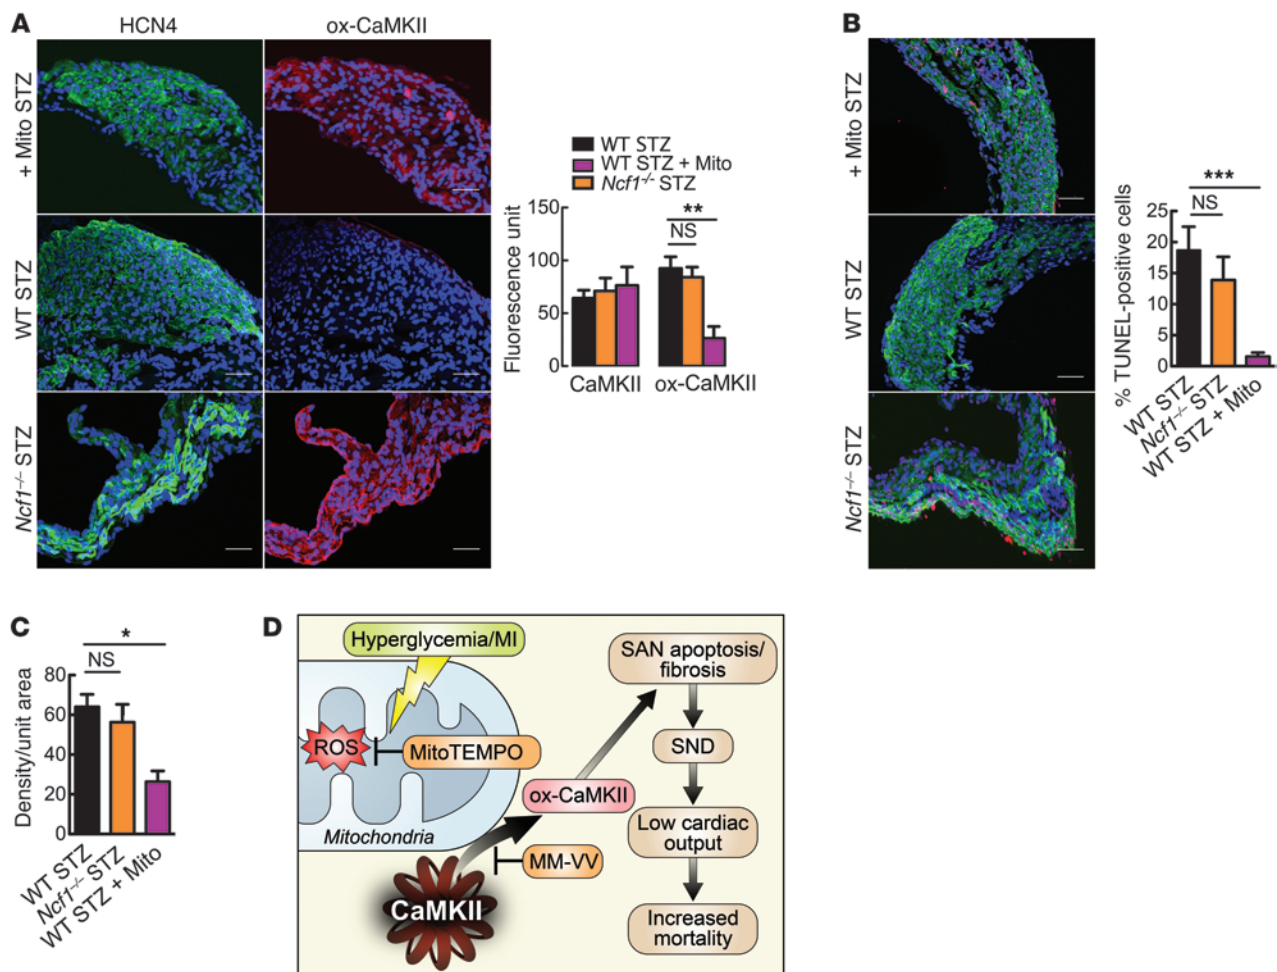 A
HCN4
ox-CaMKII
+ Mito STZ
WT STZ
Ncf1-/- STZ
WT STZ
WT STZ + Mito
Ncf1-/- STZ
Fluorescence unit
150
100
50
0
**
NS
CaMKII
ox-CaMKII
B
+ Mito STZ
WT STZ
Ncf1-/- STZ
% TUNEL-positive cells
25
20
15
10
5
0
***
NS
WT STZ
Ncf1-/- STZ
WT STZ + Mito
C
Density/unit area
80
60
40
20
0
*
NS
WT STZ
Ncf1-/- STZ
WT STZ + Mito
D
Hyperglycemia/MI
ROS
MitoTEMPO
Mitochondria
ox-CaMKII
MM-VV
CaMKII
SAN apoptosis/
fibrosis
SND
Low cardiac
output
Increased
mortality